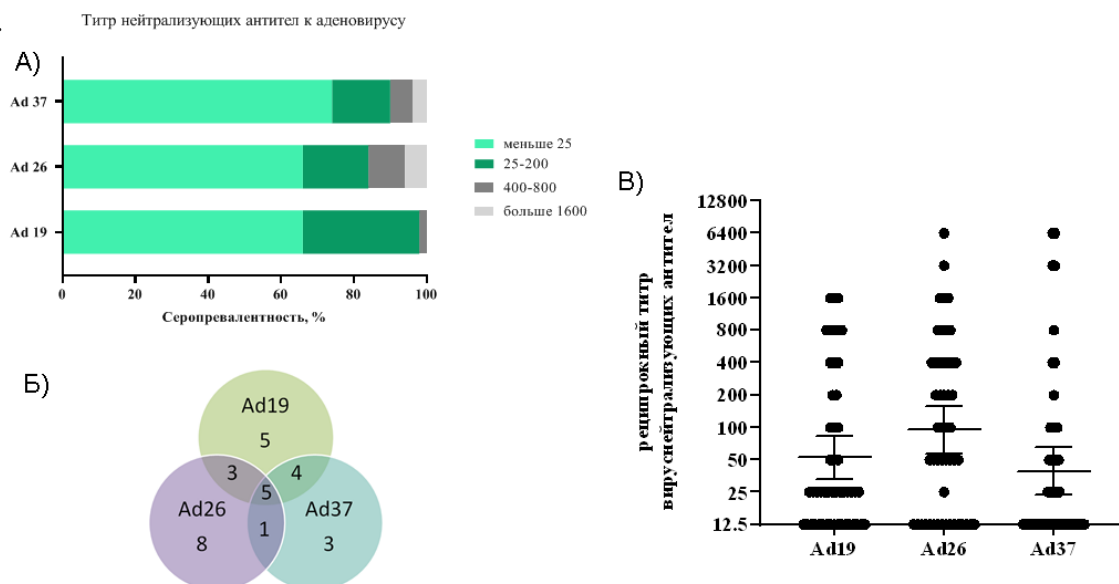 Титр нейтрализующих антител к аденовирусу
А)
Ad 37
Ad 26
Ad 19
0 20 40 60 80 100
Серопревалентность, %
меньше 25
25-200
400-800
больше 1600
Б)
Ad19
5
3 4
5
Ad26 Ad37
1
8 3
В)
реципрокный титр
вируснейтрализующих антител
12800
6400
3200
1600
800
400
200
100
50
25
12.5
Ad19 Ad26 Ad37